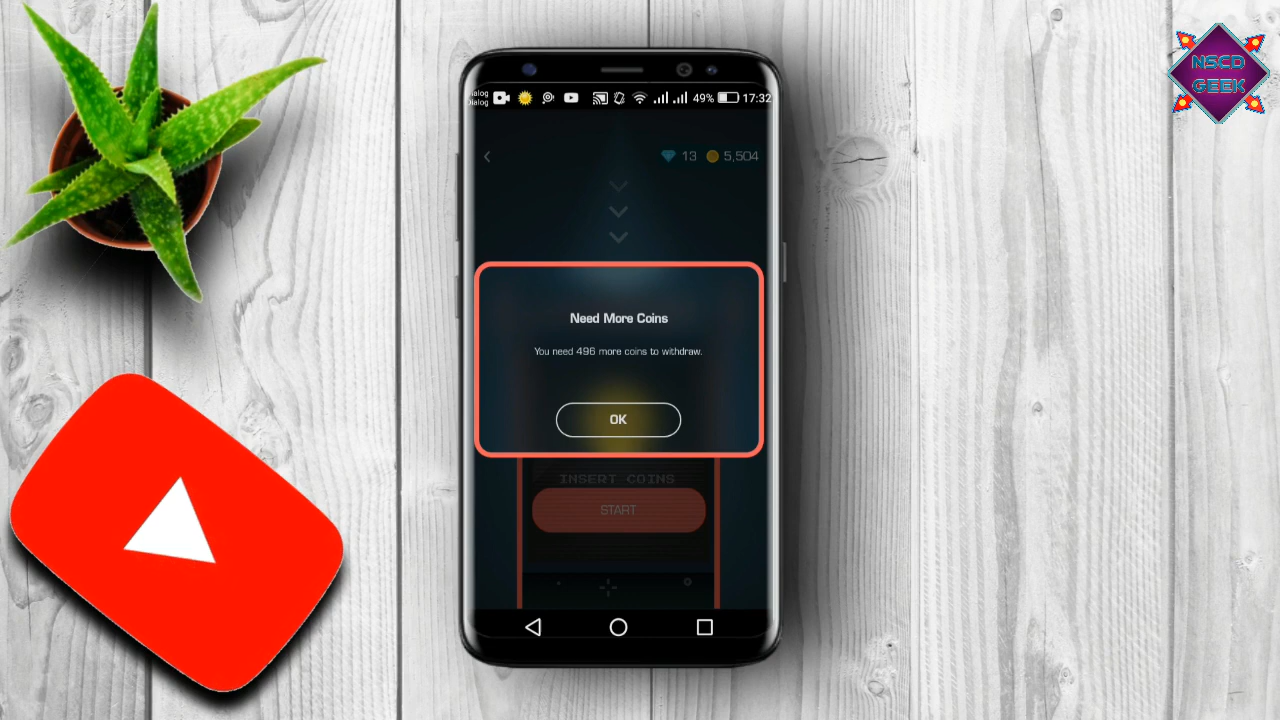 NSCD
GEEK
Dialog
49% 17:32
13 5,504
Need More Coins
You need 496 more coins to withdraw.
OK
INSERT COINS
START